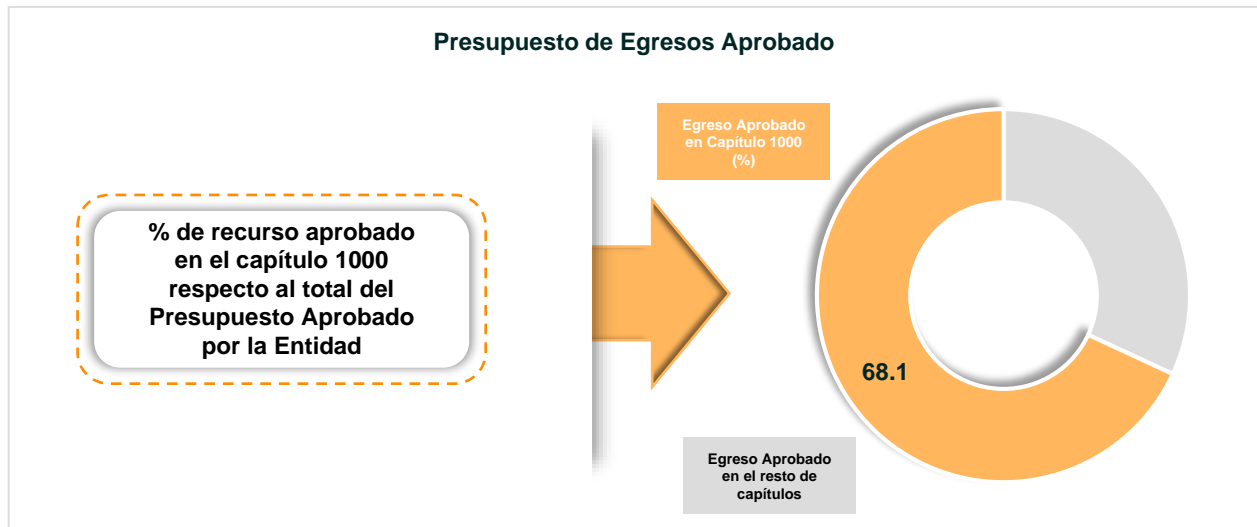 Presupuesto de Egresos Aprobado
Egreso Aprobado
en Capítulo 1000
(%)
% de recurso aprobado
en el capítulo 1000
respecto al total del
Presupuesto Aprobado
por la Entidad
68.1
Egreso Aprobado
en el resto de
capítulos